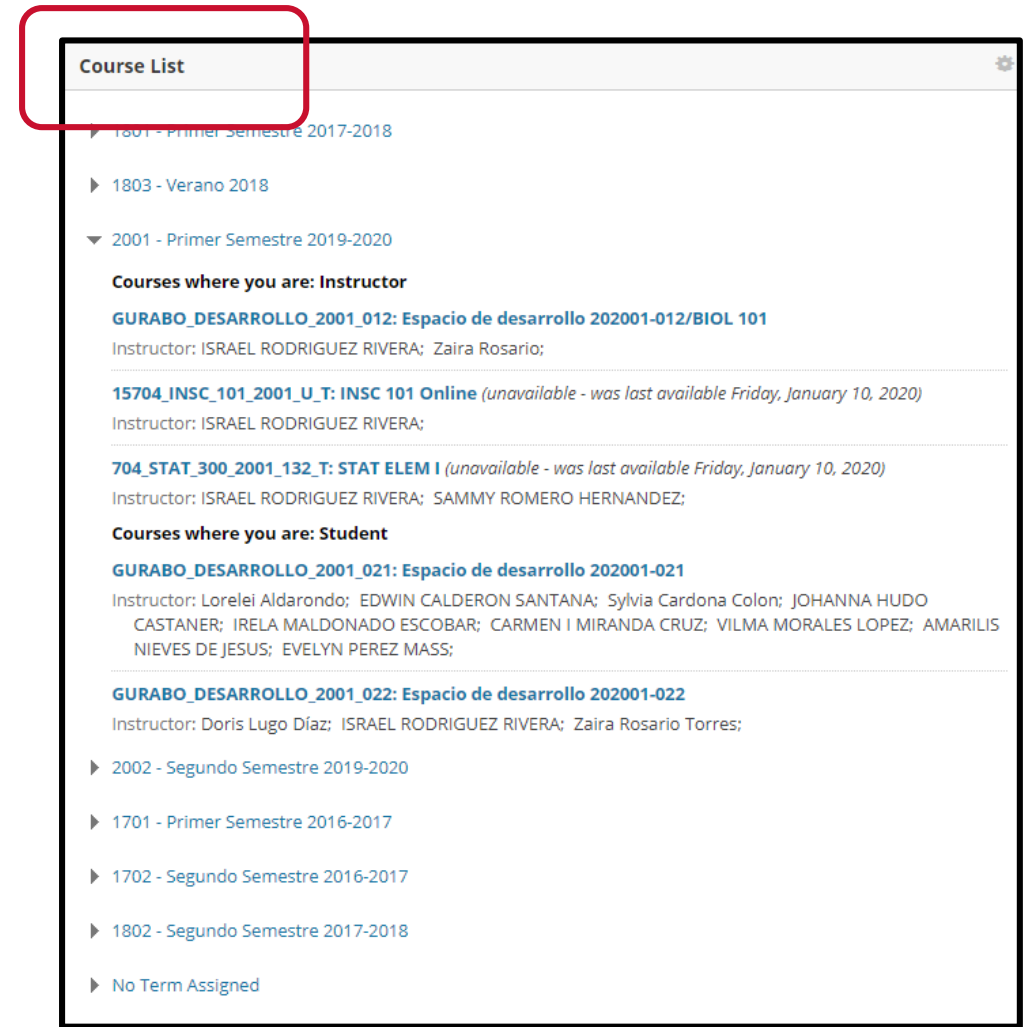 Course List
1801 - Primer Semestre 2017-2018
1803 - Verano 2018
2001 - Primer Semestre 2019-2020
Courses where you are: Instructor
GURABO_DESARROLLO_2001_012: Espacio de desarrollo 202001-012/BIOL 101
Instructor: ISRAEL RODRIGUEZ RIVERA; Zaira Rosario;
15704_INSC_101_2001_U_T: INSC 101 Online (unavailable - was last available Friday, January 10, 2020)
Instructor: ISRAEL RODRIGUEZ RIVERA;
704_STAT_300_2001_132_T: STAT ELEM I (unavailable - was last available Friday, January 10, 2020)
Instructor: ISRAEL RODRIGUEZ RIVERA; SAMMY ROMERO HERNANDEZ;
Courses where you are: Student
GURABO_DESARROLLO_2001_021: Espacio de desarrollo 202001-021
Instructor: Lorelei Aldarondo; EDWIN CALDERON SANTANA; Sylvia Cardona Colon; JOHANNA HUDO
CASTANER; IRELA MALDONADO ESCOBAR; CARMEN I MIRANDA CRUZ; VILMA MORALES LOPEZ; AMARILIS
NIEVES DE JESUS; EVELYN PEREZ MASS;
GURABO_DESARROLLO_2001_022: Espacio de desarrollo 202001-022
Instructor: Doris Lugo Díaz; ISRAEL RODRIGUEZ RIVERA; Zaira Rosario Torres;
2002 - Segundo Semestre 2019-2020
1701 - Primer Semestre 2016-2017
1702 - Segundo Semestre 2016-2017
1802 - Segundo Semestre 2017-2018
No Term Assigned